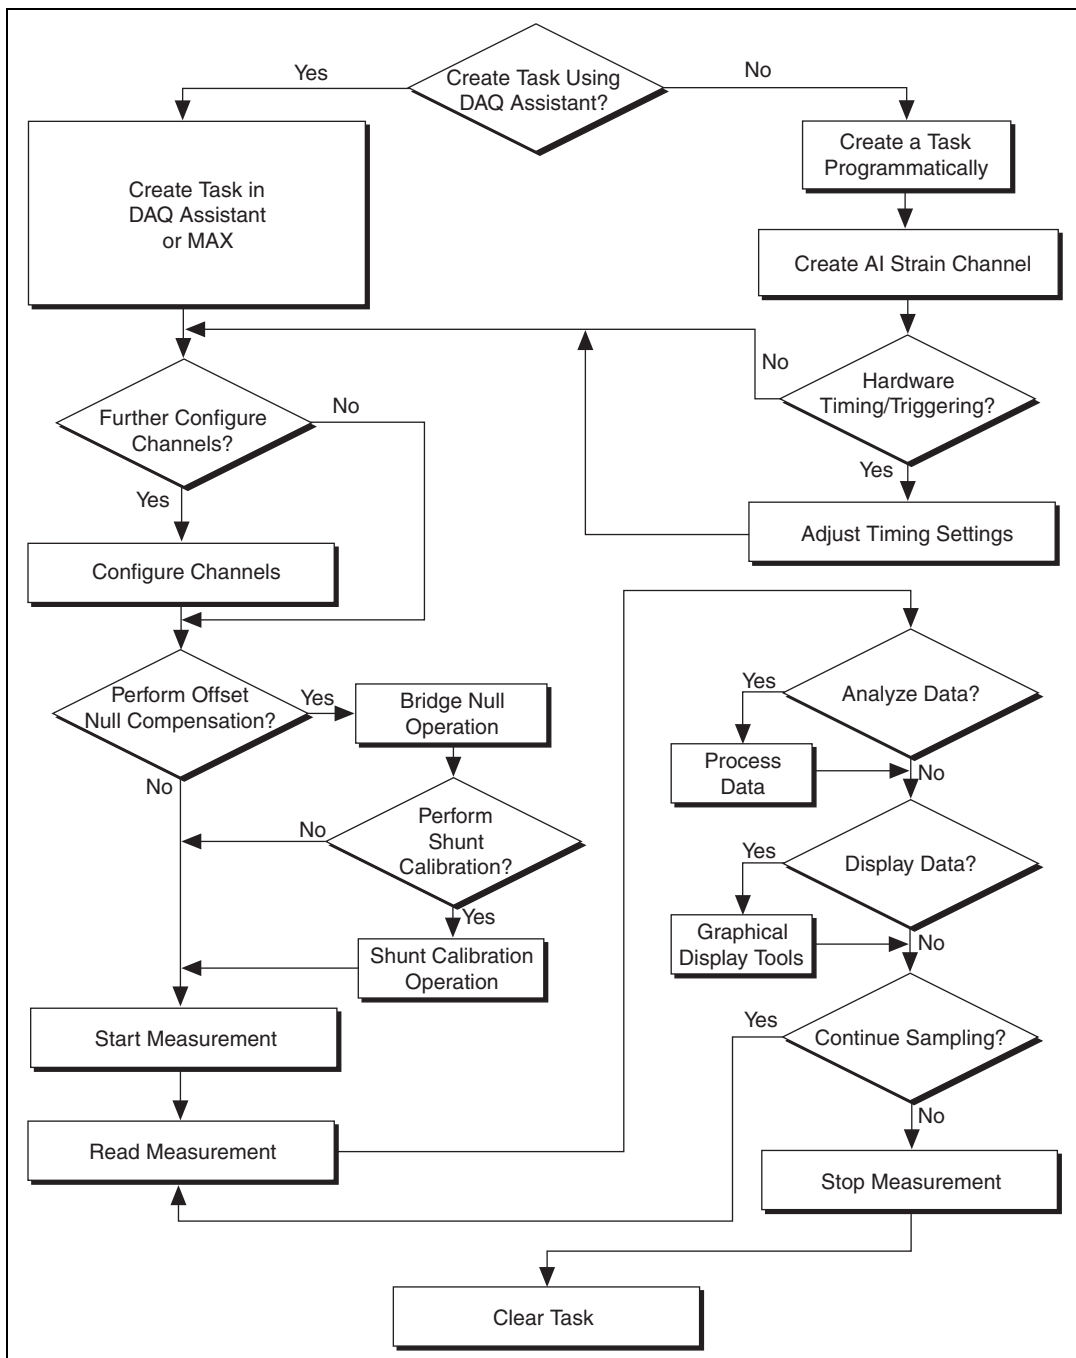 Create Task Using
DAQ Assistant?
Yes
No
Create Task in
DAQ Assistant
or MAX
Create a Task
Programmatically
Create AI Strain Channel
Hardware
Timing/Triggering?
No
Yes
Adjust Timing Settings
Further Configure
Channels?
No
Yes
Configure Channels
Perform Offset
Null Compensation?
Yes
No
Bridge Null
Operation
Perform
Shunt
Calibration?
No
Yes
Shunt Calibration
Operation
Start Measurement
Read Measurement
Analyze Data?
Yes
No
Process
Data
Display Data?
Yes
No
Graphical
Display Tools
Continue Sampling?
Yes
No
Stop Measurement
Clear Task